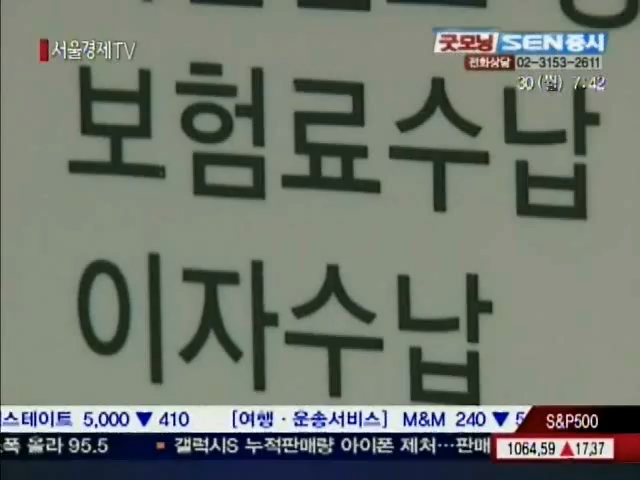 서울경제TV
굿모닝 SEN증시
전화상담 02-3153-2611
30 (월) 7:42
보험료수납
이자수납
스테이트 5,000 ▼ 410 [여행 · 운송서비스] M&M 240 ▼ 5
S&P500
폭 올라 95.5 ▪ 갤럭시S 누적판매량 아이폰 제처…판매
1064,59 ▲17,37